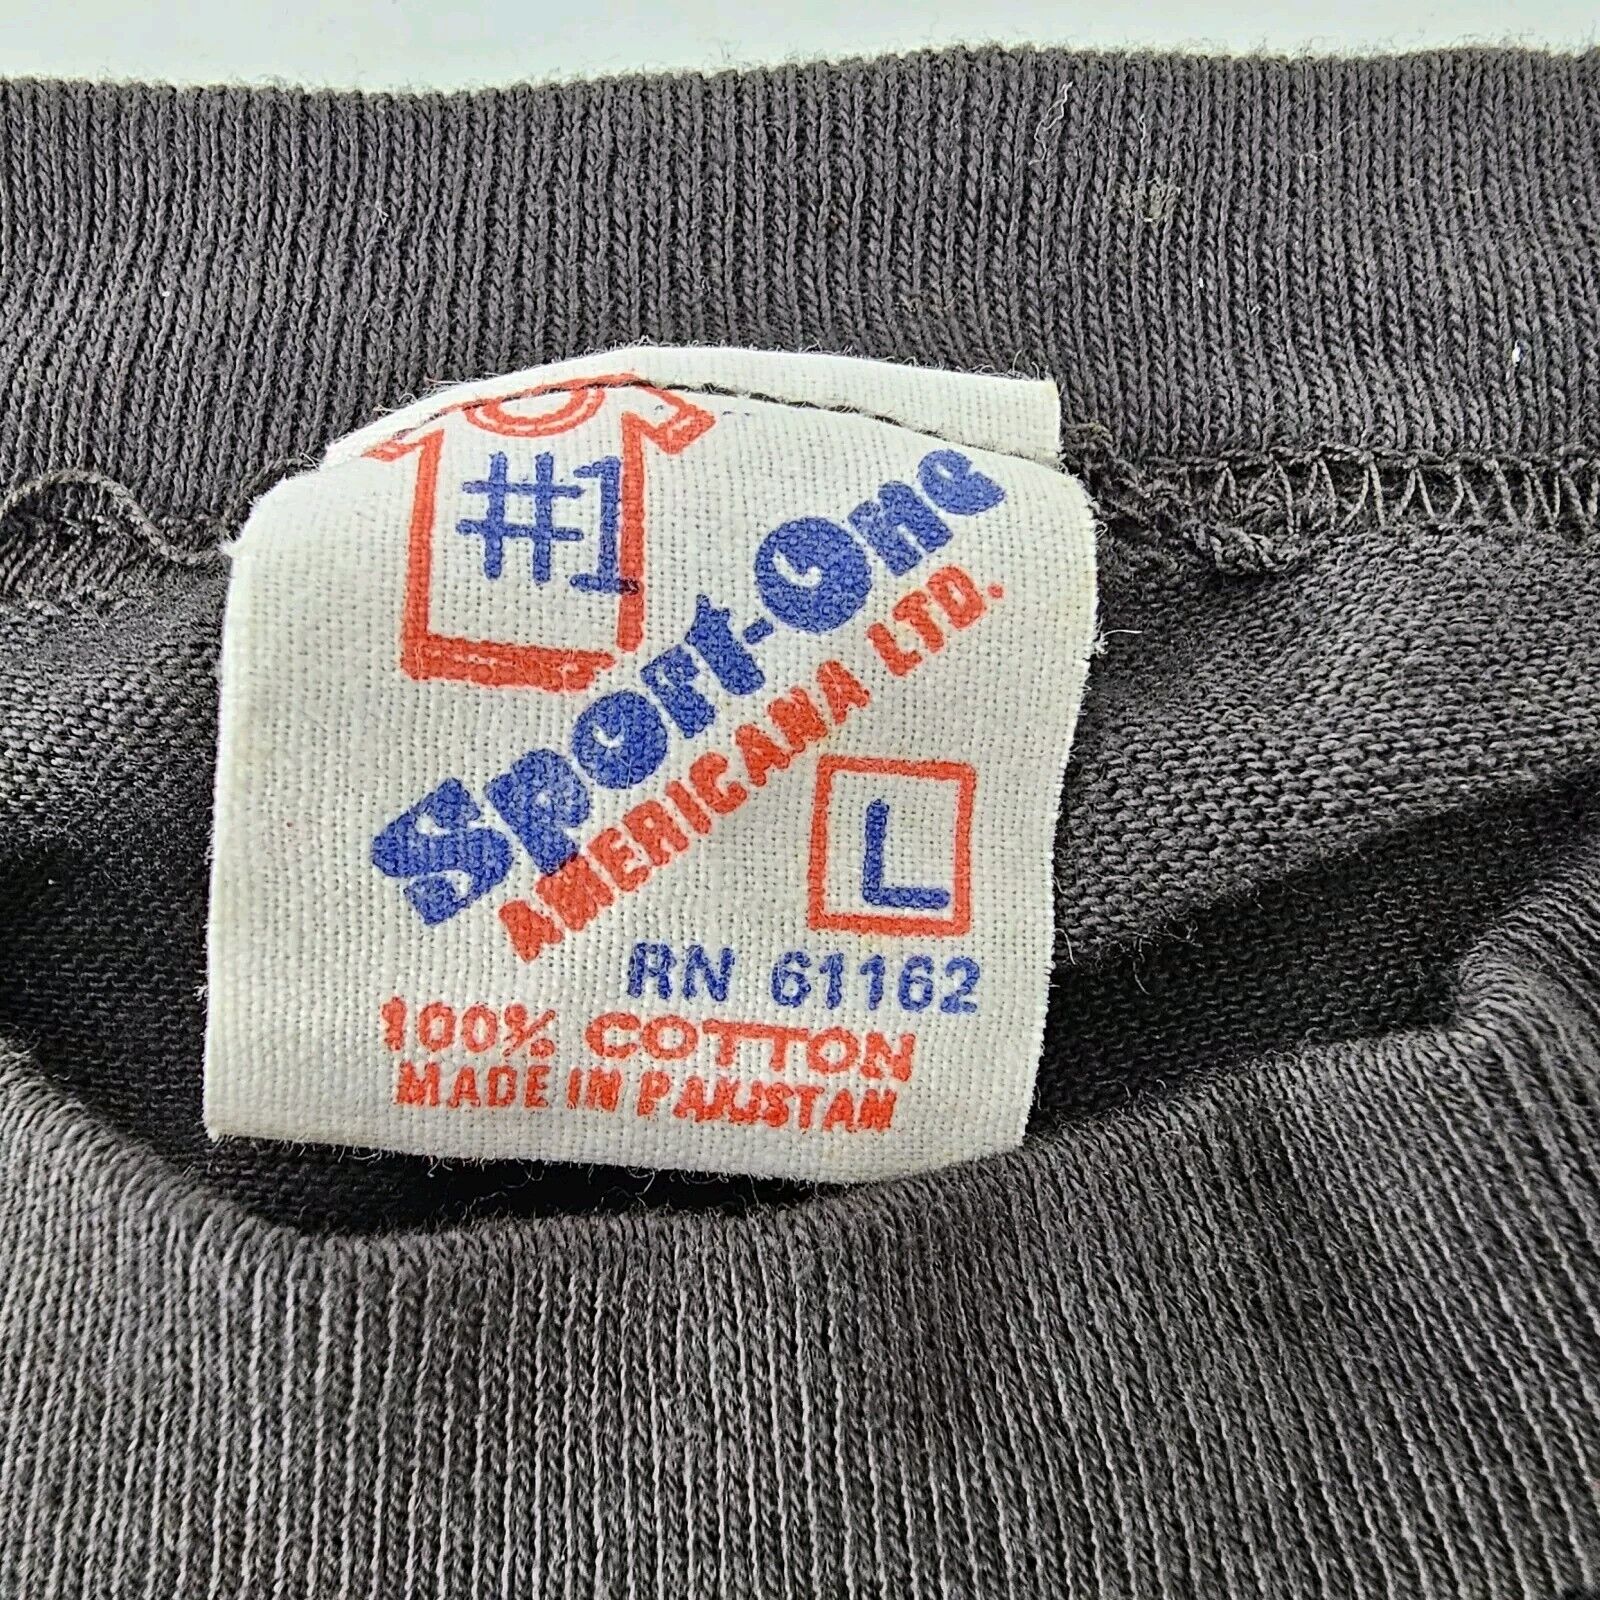 #1
Sport-One
AMERICANA LTD.
L
RN 61162
100% COTTON
MADE IN PAKISTAN